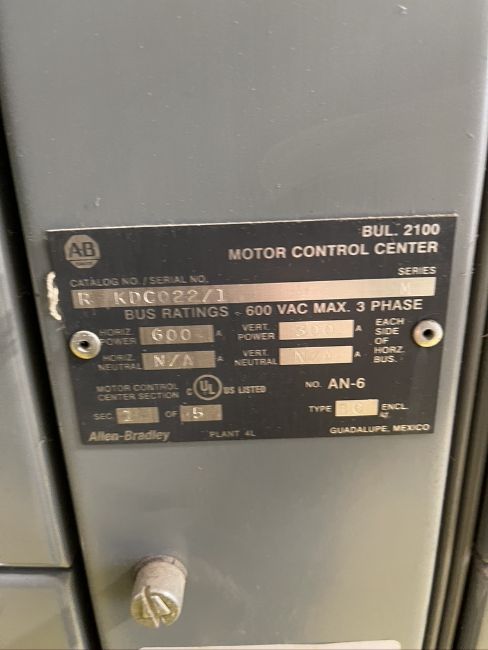 A-B
BUL. 2100
MOTOR CONTROL CENTER
CATALOG NO. / SERIAL NO. SERIES
R KDC022/1 M
BUS RATINGS - 600 VAC MAX. 3 PHASE
HORIZ. POWER 600 A VERT. POWER 300 A EACH SIDE OF HORZ. BUS.
HORIZ. NEUTRAL N/A A VERT. NEUTRAL N/A A
MOTOR CONTROL CENTER SECTION C UL US LISTED NO. AN-6
SEC OF 5 TYPE ENCL.
Allen-Bradley PLANT 4L GUADALUPE, MEXICO